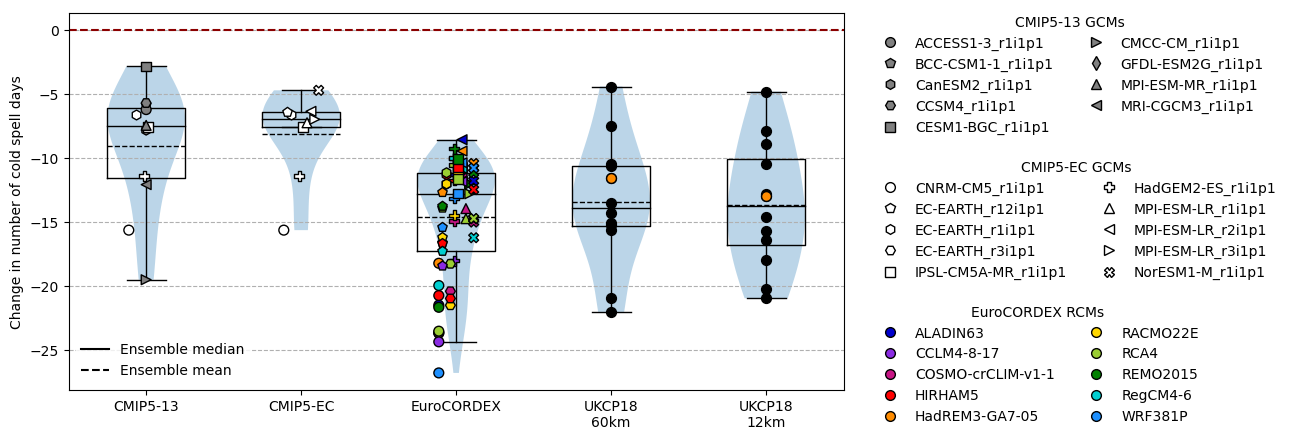 Change in number of cold spell days
0
−5
−10
−15
−20
−25
Ensemble median
Ensemble mean
CMIP5-13
CMIP5-EC
EuroCORDEX
UKCP18
60km
UKCP18
12km
CMIP5-13 GCMs
ACCESS1-3_r1i1p1
BCC-CSM1-1_r1i1p1
CanESM2_r1i1p1
CCSM4_r1i1p1
CESM1-BGC_r1i1p1
CMCC-CM_r1i1p1
GFDL-ESM2G_r1i1p1
MPI-ESM-MR_r1i1p1
MRI-CGCM3_r1i1p1
CMIP5-EC GCMs
CNRM-CM5_r1i1p1
EC-EARTH_r12i1p1
EC-EARTH_r1i1p1
EC-EARTH_r3i1p1
IPSL-CM5A-MR_r1i1p1
HadGEM2-ES_r1i1p1
MPI-ESM-LR_r1i1p1
MPI-ESM-LR_r2i1p1
MPI-ESM-LR_r3i1p1
NorESM1-M_r1i1p1
EuroCORDEX RCMs
ALADIN63
CCLM4-8-17
COSMO-crCLIM-v1-1
HIRHAM5
HadREM3-GA7-05
RACMO22E
RCA4
REMO2015
RegCM4-6
WRF381P